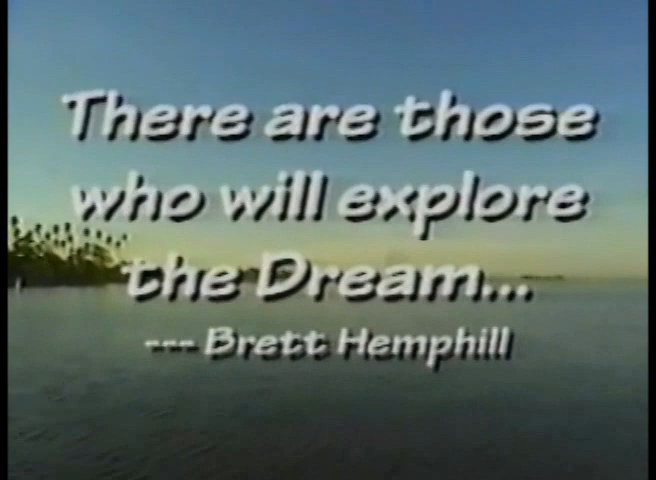 There are those
who will explore
the Dream...
--- Brett Hemphill